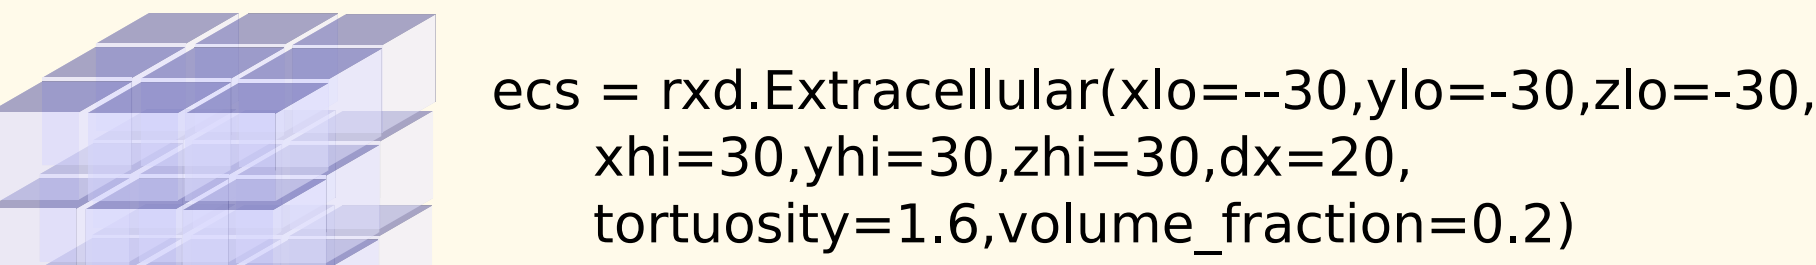 ecs = rxd.Extracellular(xlo=--30,ylo=-30,zlo=-30,
xhi=30,yhi=30,zhi=30,dx=20,
tortuosity=1.6,volume_fraction=0.2)